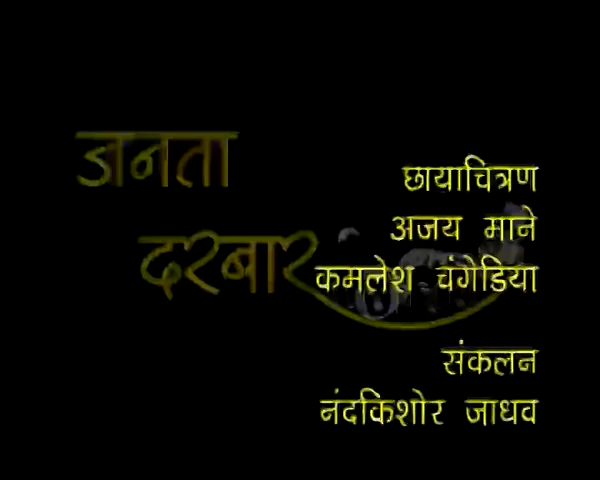 जनता
दरबार
छायाचित्रण
अजय माने
कमलेश चंगेडिया
संकलन
नंदकिशोर जाधव